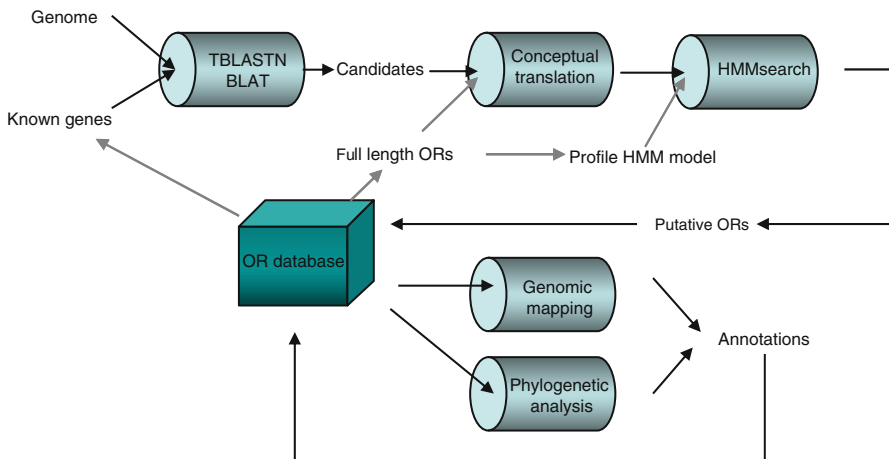 Genome
TBLASTN
BLAT
Candidates
Conceptual
translation
HMMsearch
Known genes
Full length ORs
Profile HMM model
Putative ORs
OR database
Genomic
mapping
Annotations
Phylogenetic
analysis